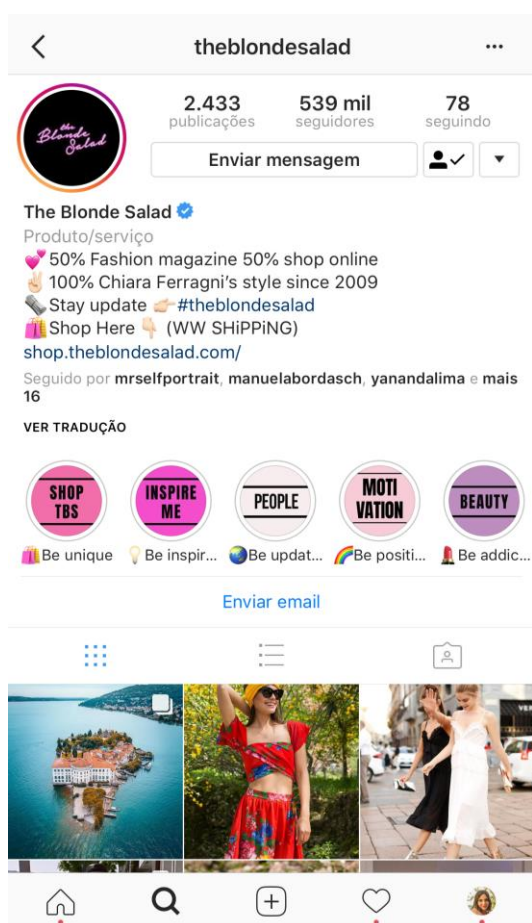 theblondesalad
the
Blonde
Salad
2.433 539 mil 78
publicações seguidores seguindo
Enviar mensagem
The Blonde Salad
Produto/serviço
💕50% Fashion magazine 50% shop online
✌🏻100% Chiara Ferragni's style since 2009
🗞Stay update 👉🏻#theblondesalad
🛍Shop Here 👇🏻 (WW SHiPPiNG)
shop.theblondesalad.com/
Seguido por mrselfportrait, manuelabordasch, yanandalima e mais
16
VER TRADUÇÃO
SHOP
TBS
INSPIRE
ME
PEOPLE
MOTI
VATION
BEAUTY
🛍Be unique 💡Be inspir... 🌍Be updat... 🌈Be positi... 💄Be addic...
Enviar email